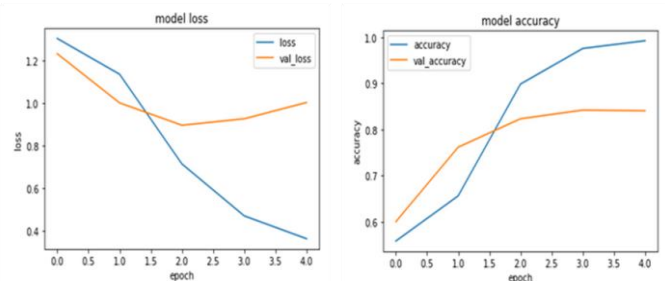 model loss
loss
val_loss
1.2
1.0
0.8
0.6
0.4
loss
0.0 0.5 1.0 1.5 2.0 2.5 3.0 3.5 4.0
epoch
model accuracy
accuracy
val_accuracy
1.0
0.9
0.8
0.7
0.6
accuracy
0.0 0.5 1.0 1.5 2.0 2.5 3.0 3.5 4.0
epoch